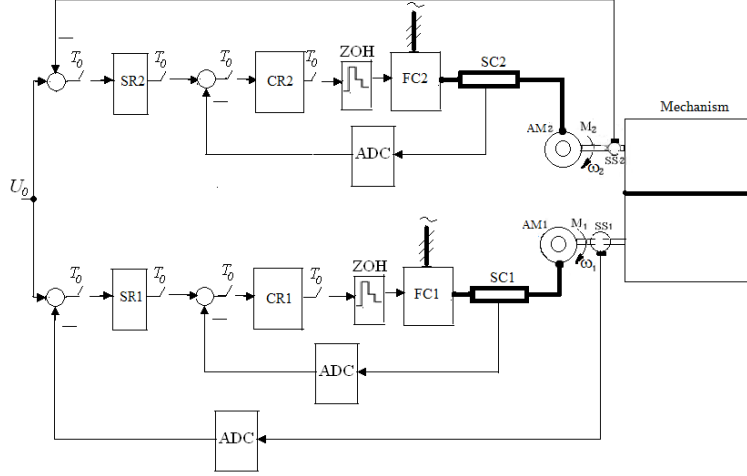 T0 T0 T0 T0 ZOH SC2
SR2 CR2 FC2
Mechanism
AM2 M2
ADC SS2
ω2
U0
AM1 M1 SS1
T0 T0 T0 T0 ZOH SC1 ω1
SR1 CR1 FC1
ADC
ADC